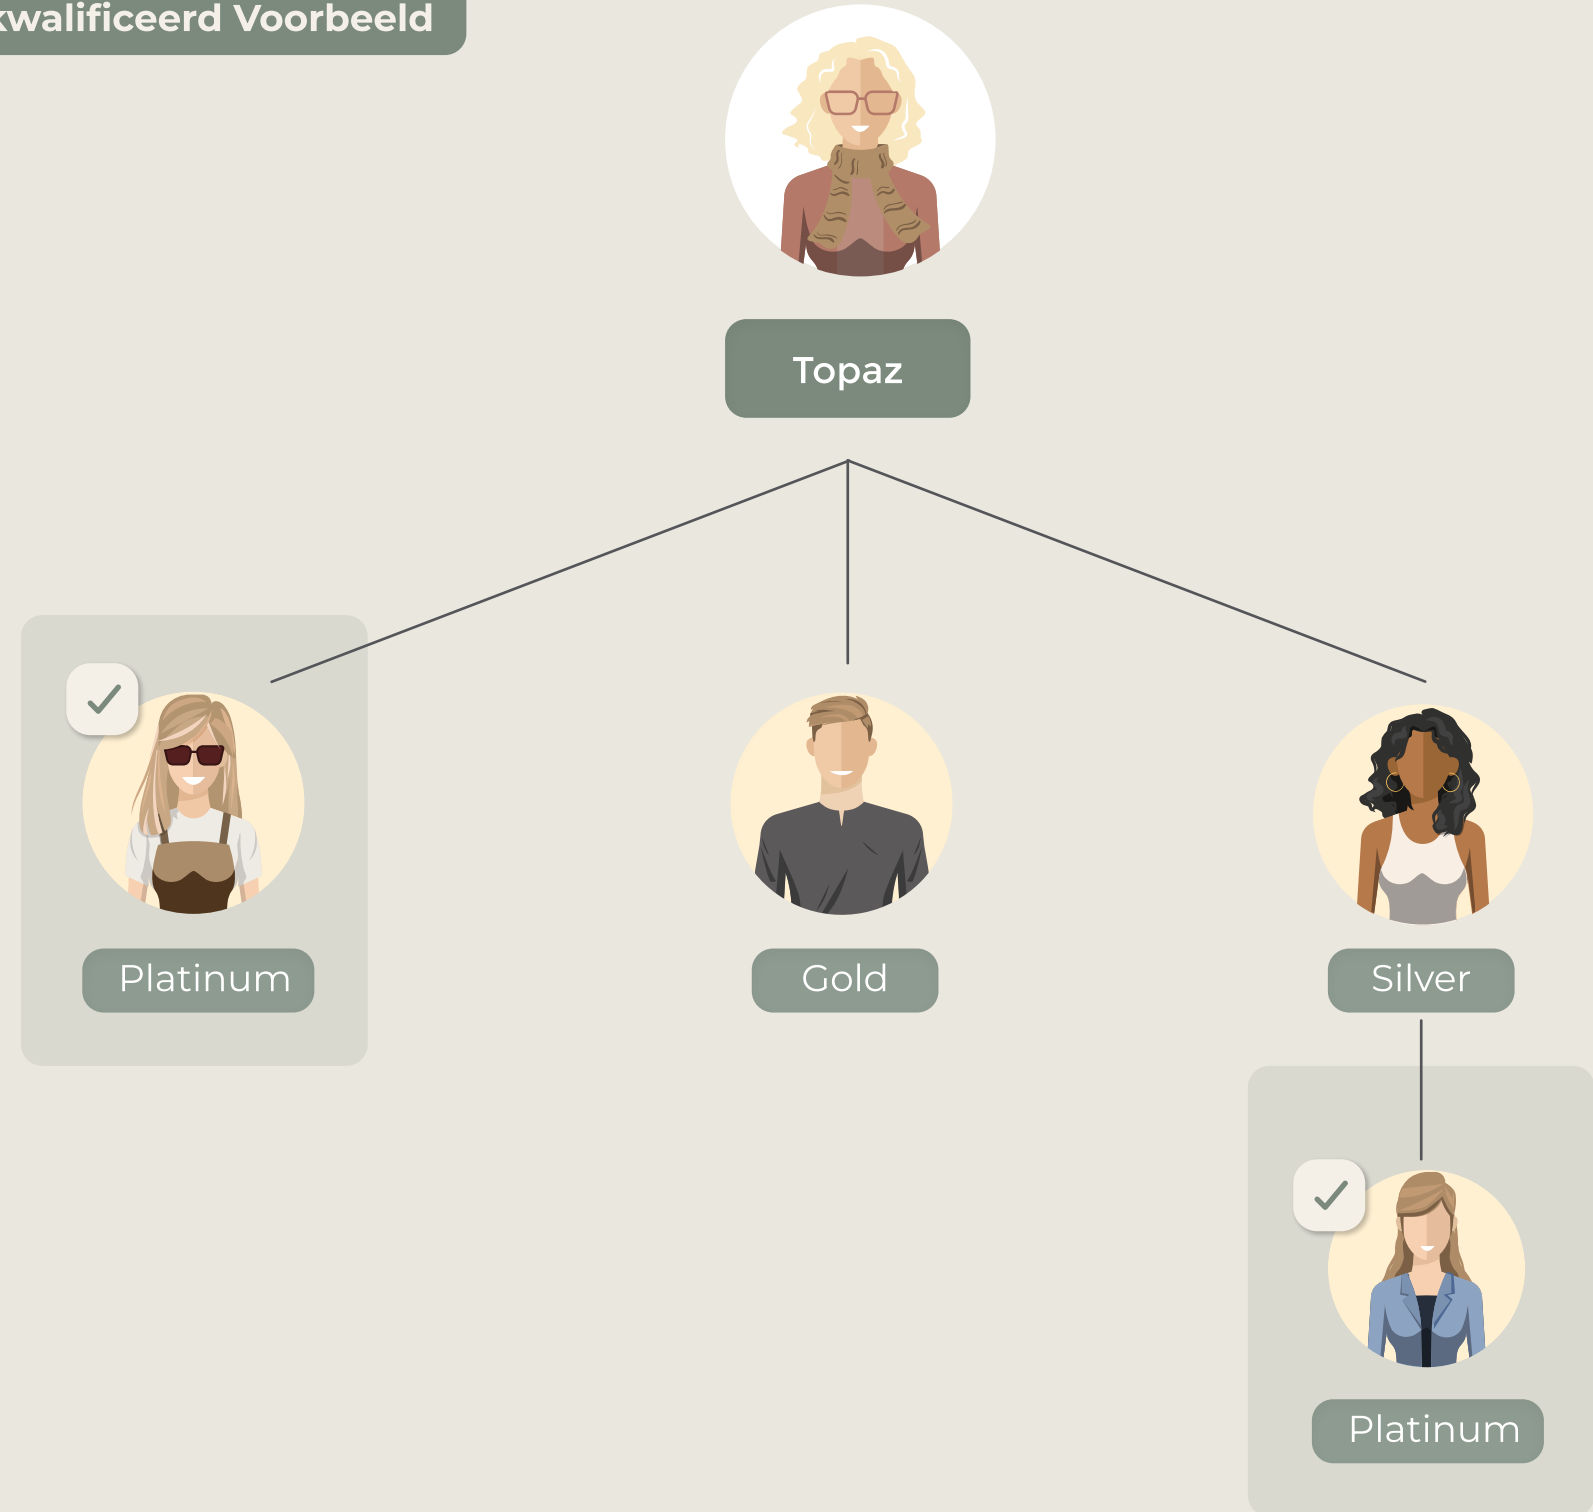 kwalificeerd Voorbeeld
Topaz
Platinum
Gold
Silver
Platinum